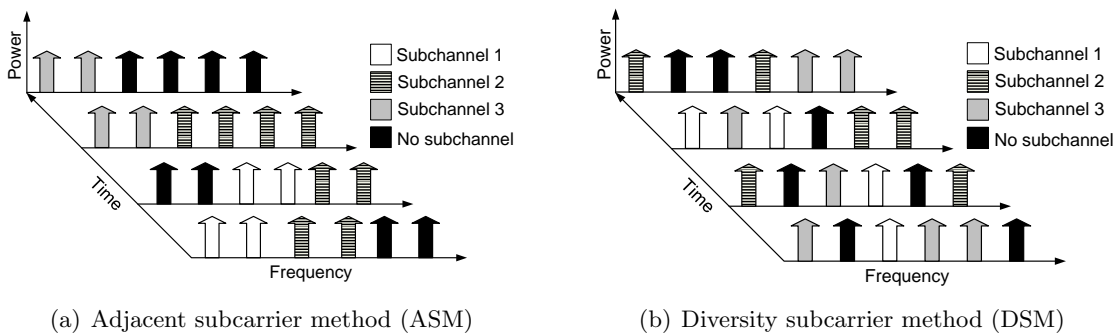 Power
Time
Frequency
Subchannel 1
Subchannel 2
Subchannel 3
No subchannel
(a) Adjacent subcarrier method (ASM)
Power
Time
Frequency
Subchannel 1
Subchannel 2
Subchannel 3
No subchannel
(b) Diversity subcarrier method (DSM)